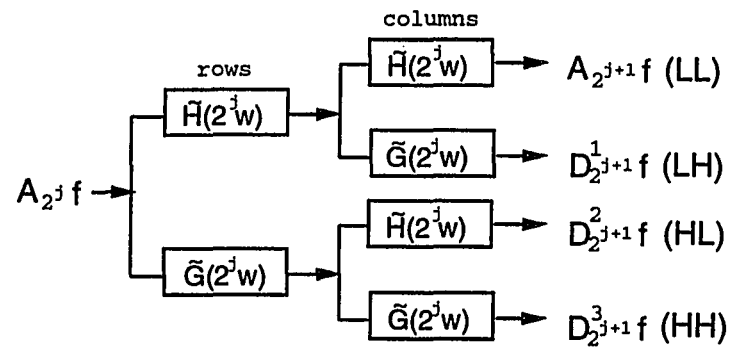 columns
rows
H̃(2ʲw)
A₂ʲ⁺¹f (LL)
H̃(2ʲw)
G̃(2ʲw)
D¹₂ʲ⁺¹f (LH)
A₂ʲf
H̃(2ʲw)
D²₂ʲ⁺¹f (HL)
G̃(2ʲw)
G̃(2ʲw)
D³₂ʲ⁺¹f (HH)